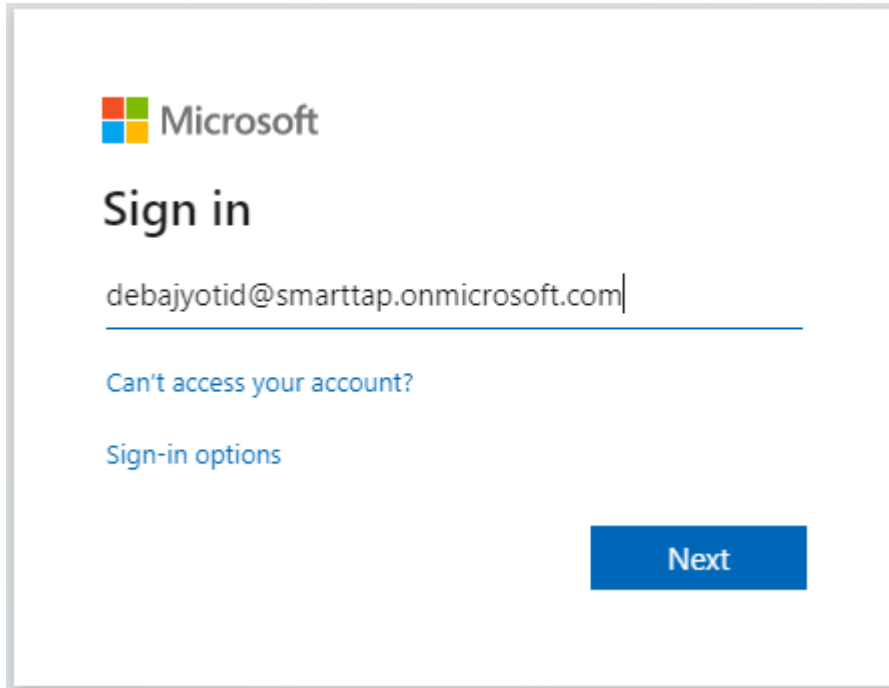 Microsoft
Sign in
debajyotid@smarttap.onmicrosoft.com
Can't access your account?
Sign-in options
Next